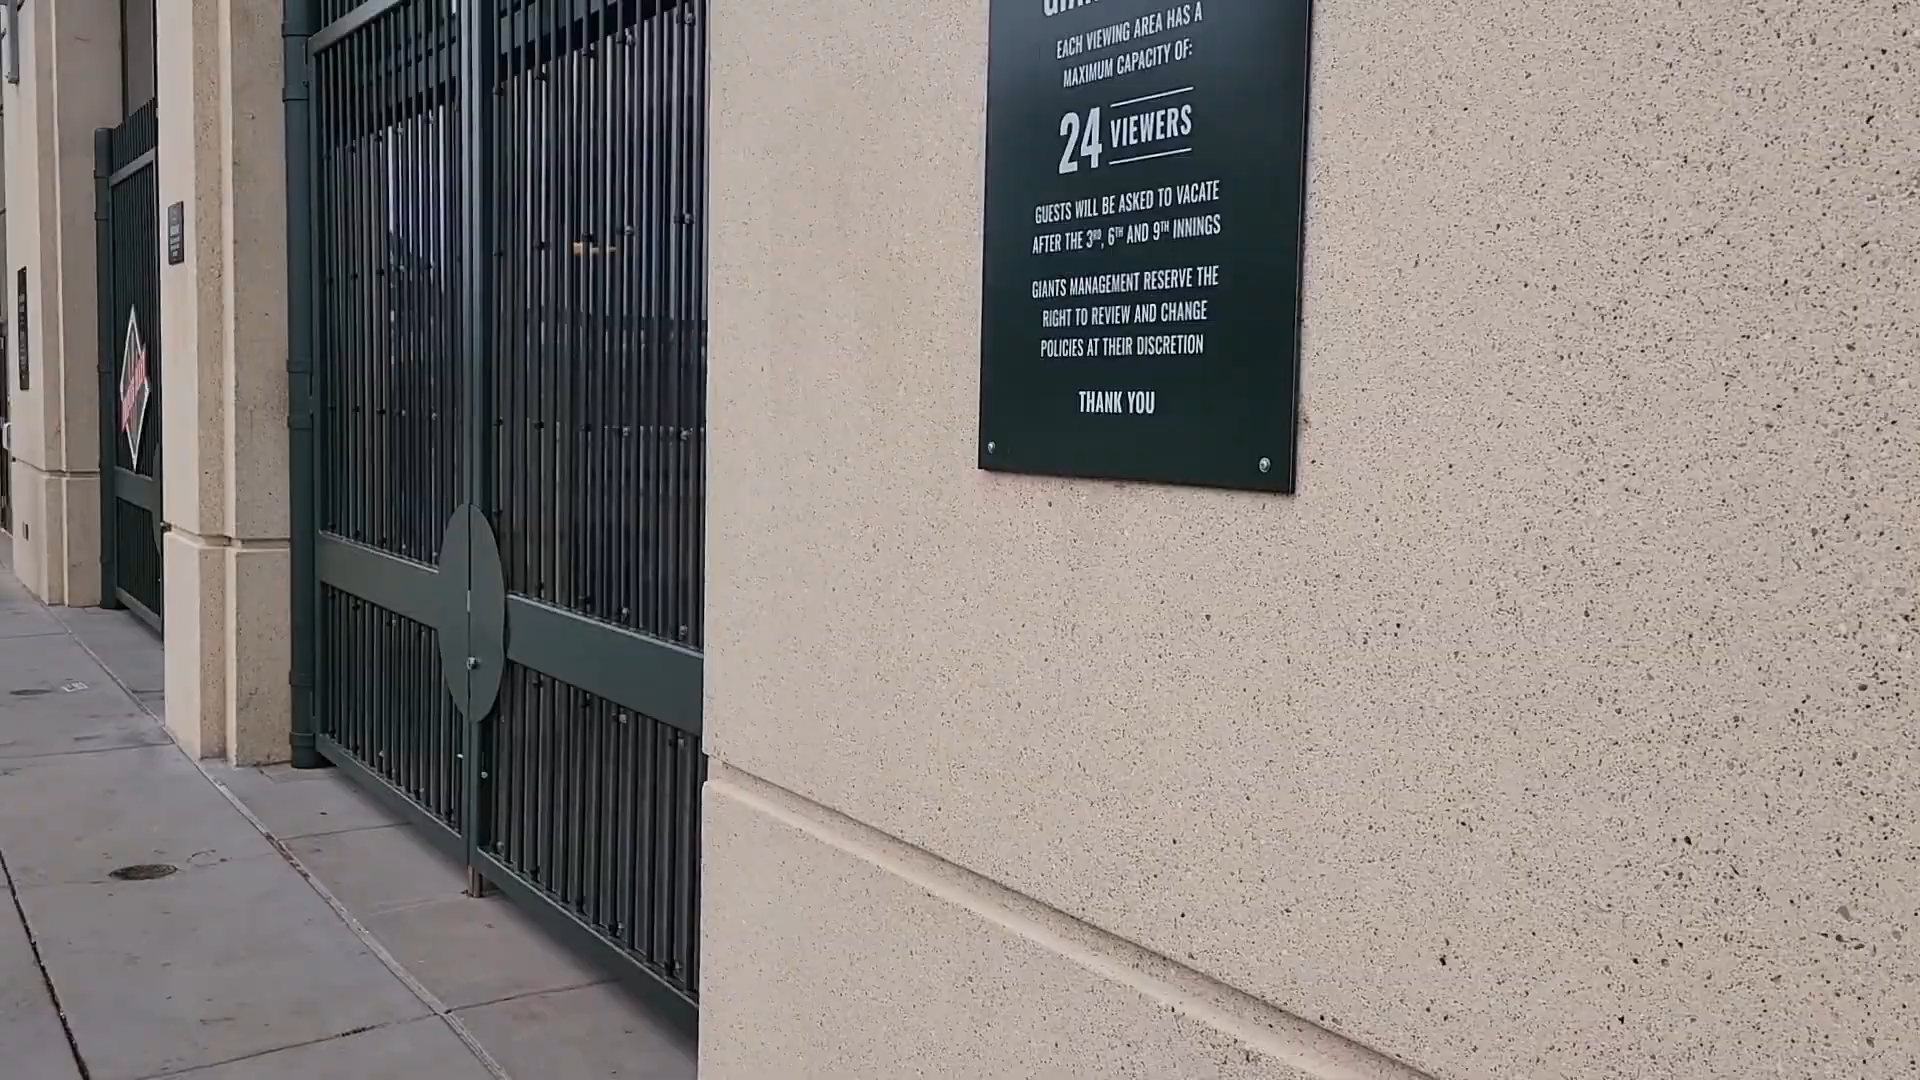 EACH VIEWING AREA HAS A
MAXIMUM CAPACITY OF:
24 VIEWERS
GUESTS WILL BE ASKED TO VACATE
AFTER THE 3RD, 6TH AND 9TH INNINGS
GIANTS MANAGEMENT RESERVE THE
RIGHT TO REVIEW AND CHANGE
POLICIES AT THEIR DISCRETION
THANK YOU